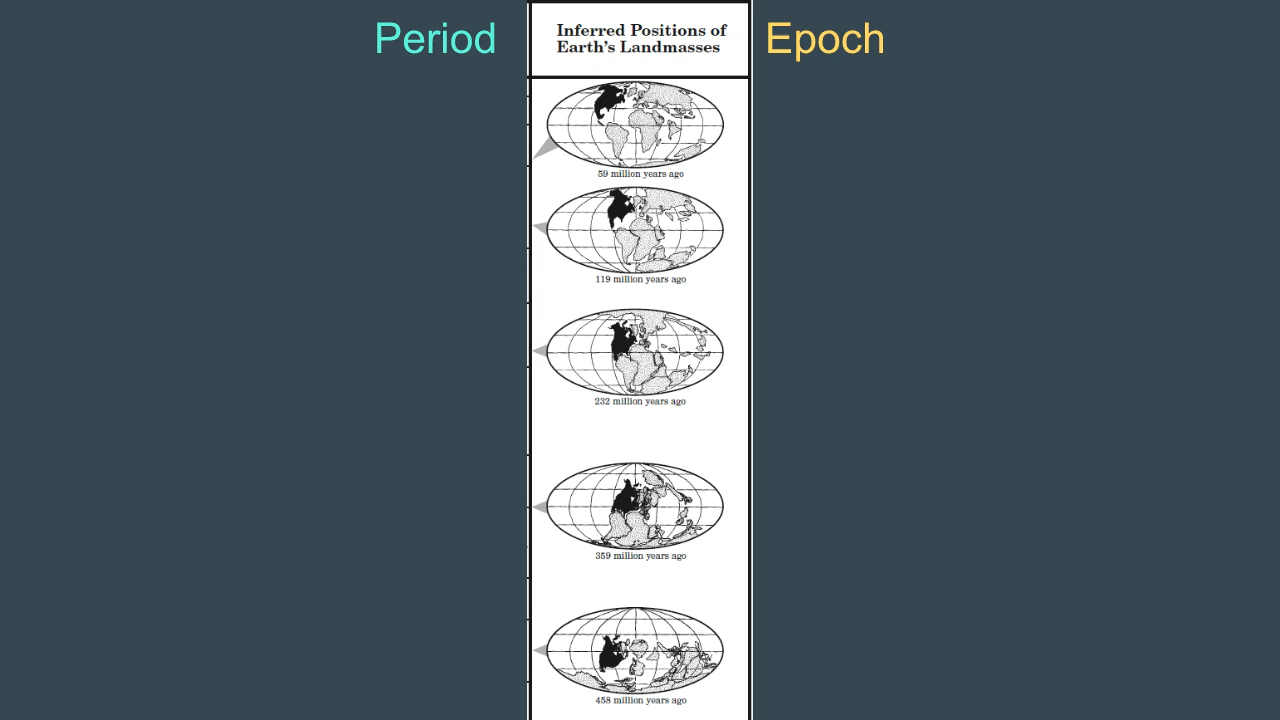 Period
Inferred Positions of
Earth's Landmasses
Epoch
59 million years ago
119 million years ago
232 million years ago
359 million years ago
458 million years ago